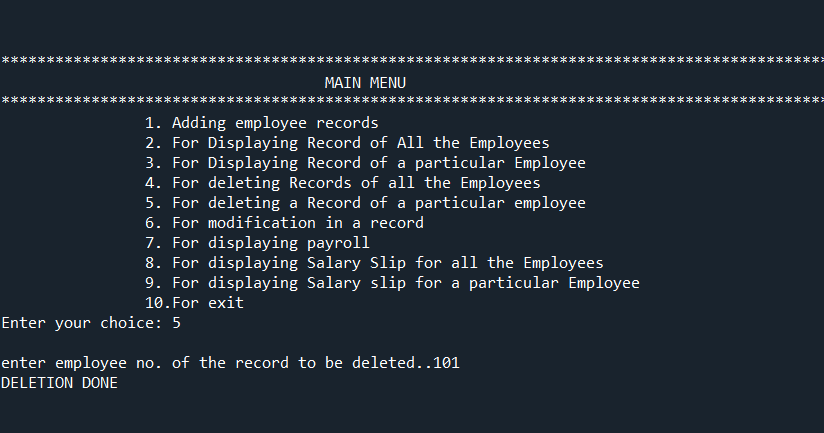 ********************************************************************************************
MAIN MENU
********************************************************************************************
1. Adding employee records
2. For Displaying Record of All the Employees
3. For Displaying Record of a particular Employee
4. For deleting Records of all the Employees
5. For deleting a Record of a particular employee
6. For modification in a record
7. For displaying payroll
8. For displaying Salary Slip for all the Employees
9. For displaying Salary slip for a particular Employee
10.For exit
Enter your choice: 5
enter employee no. of the record to be deleted..101
DELETION DONE